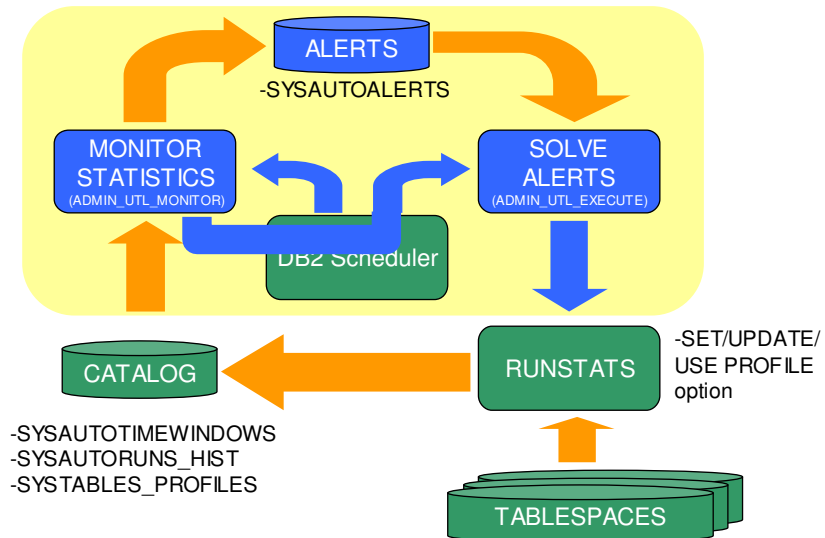 ALERTS
-SYSAUTOALERTS
MONITOR
STATISTICS
(ADMIN_UTL_MONITOR)
SOLVE
ALERTS
(ADMIN_UTL_EXECUTE)
DB2 Scheduler
CATALOG
-SYSAUTOTIMEWINDOWS
-SYSAUTORUNS_HIST
-SYSTABLES_PROFILES
RUNSTATS
-SET/UPDATE/
USE PROFILE
option
TABLESPACES